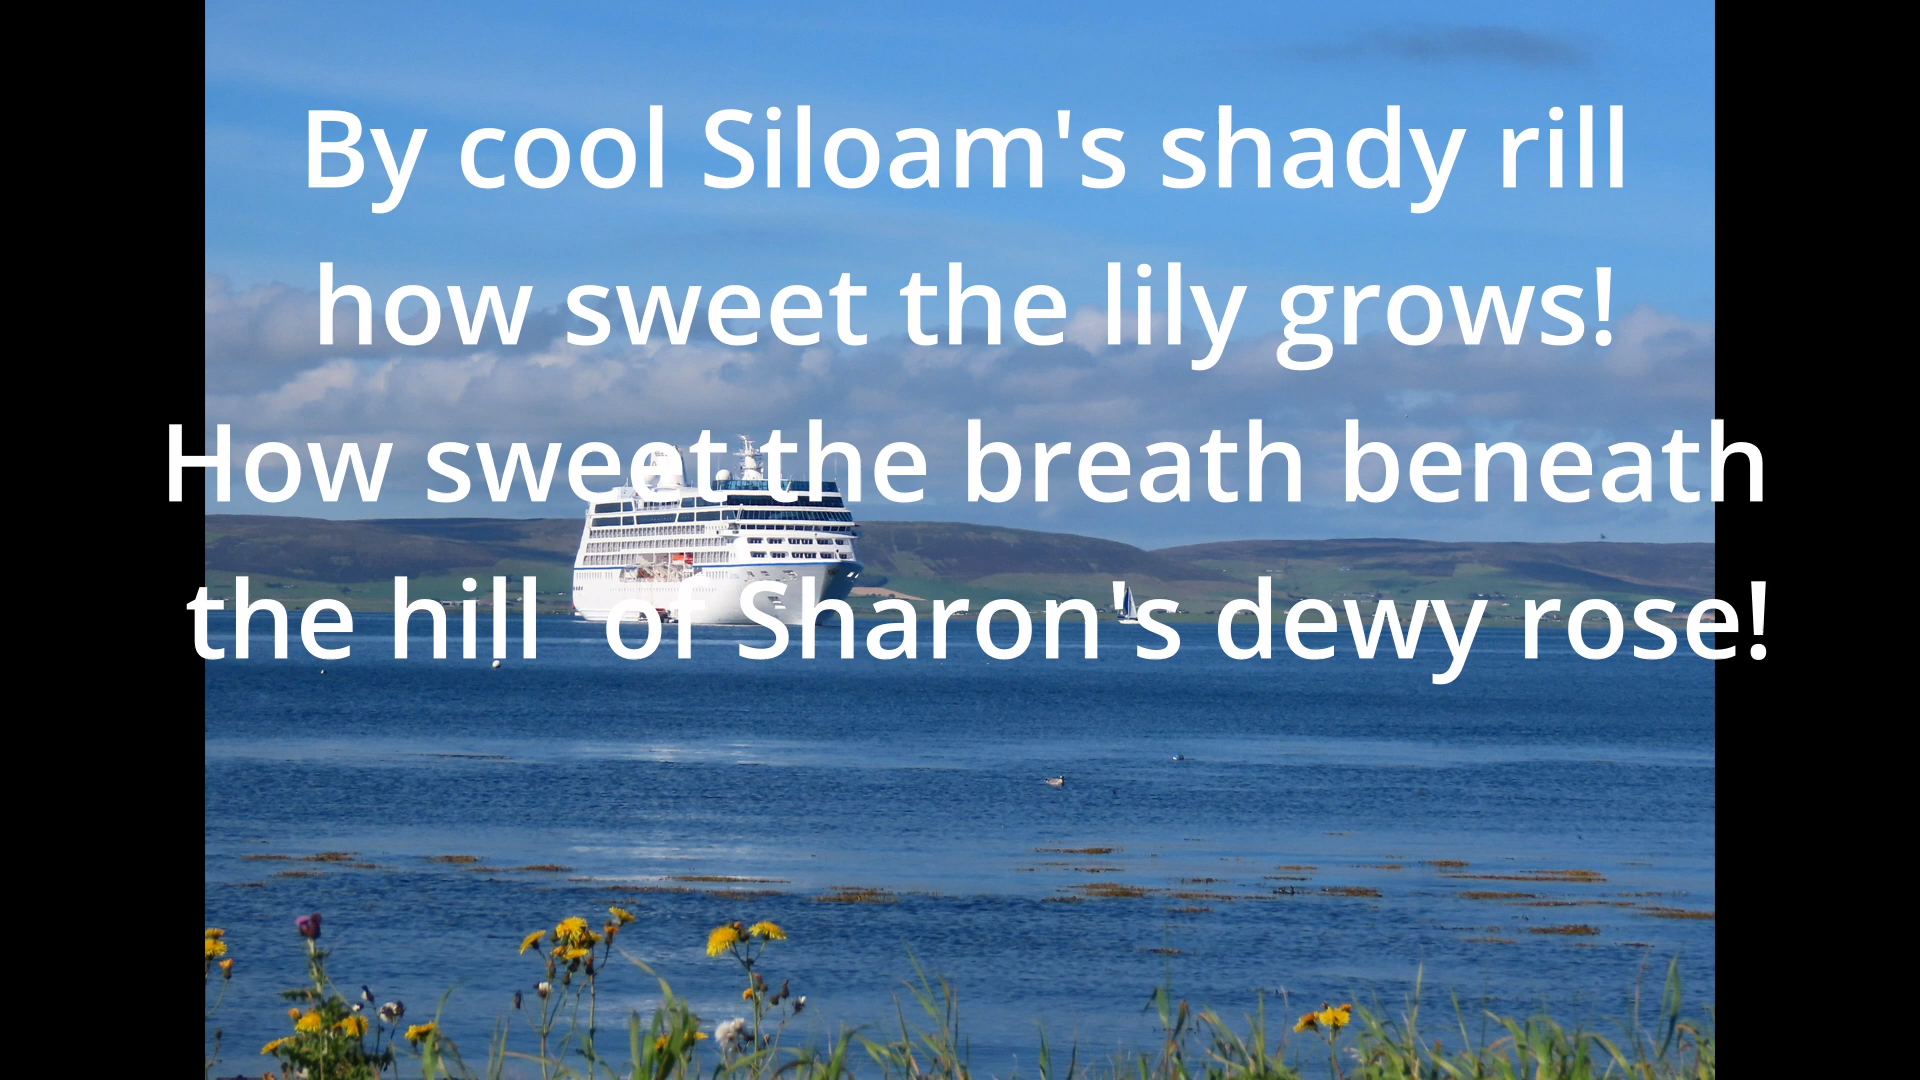 By cool Siloam's shady rill
how sweet the lily grows!
How sweet the breath beneath
the hill  of Sharon's dewy rose!